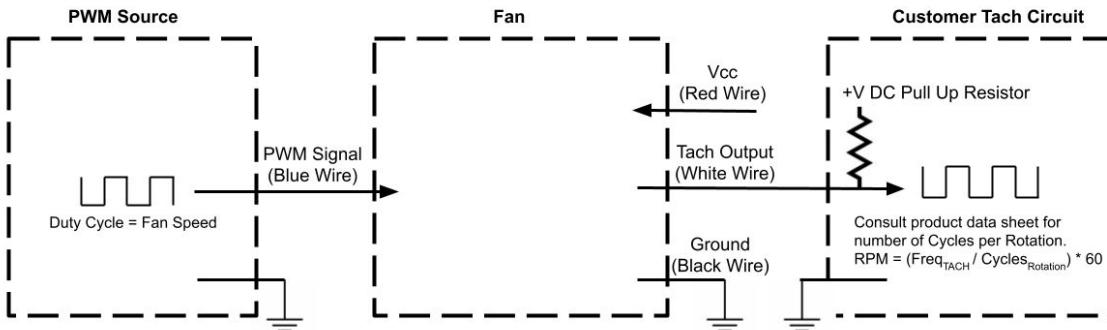 PWM Source
Fan
Customer Tach Circuit
Vcc
(Red Wire)
+V DC Pull Up Resistor
PWM Signal
(Blue Wire)
Tach Output
(White Wire)
Duty Cycle = Fan Speed
Consult product data sheet for
number of Cycles per Rotation.
RPM = (Freq_TACH / Cycles_Rotation) * 60
Ground
(Black Wire)